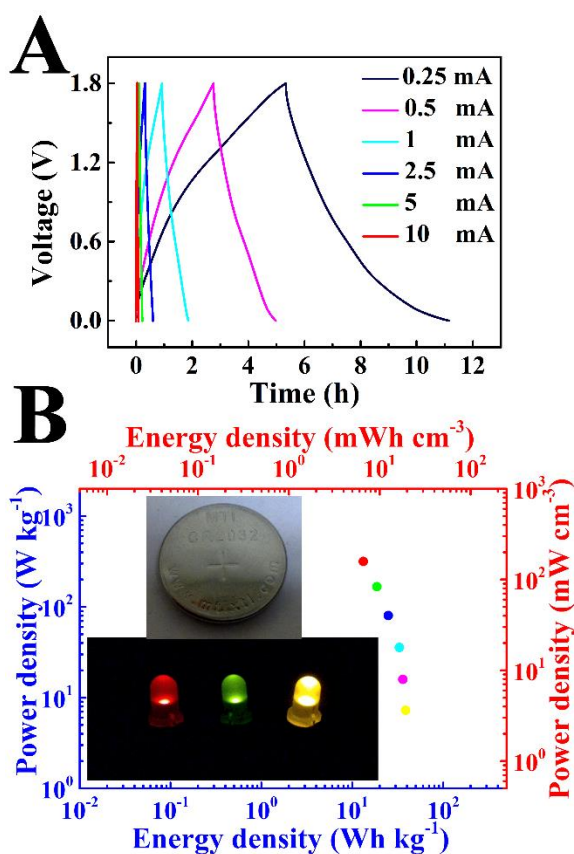 A
1.8
1.2
0.6
0.0
Voltage (V)
0.25 mA
0.5 mA
1 mA
2.5 mA
5 mA
10 mA
0 2 4 6 8 10 12
Time (h)
B
Energy density (mWh cm⁻³)
10⁻² 10⁻¹ 10⁰ 10¹ 10²
Power density (W kg⁻¹)
10³
10²
10¹
10⁰
MTI
CR2032
10³
10²
10¹
10⁰
Power density (mW cm⁻³)
10⁻² 10⁻¹ 10⁰ 10¹ 10²
Energy density (Wh kg⁻¹)